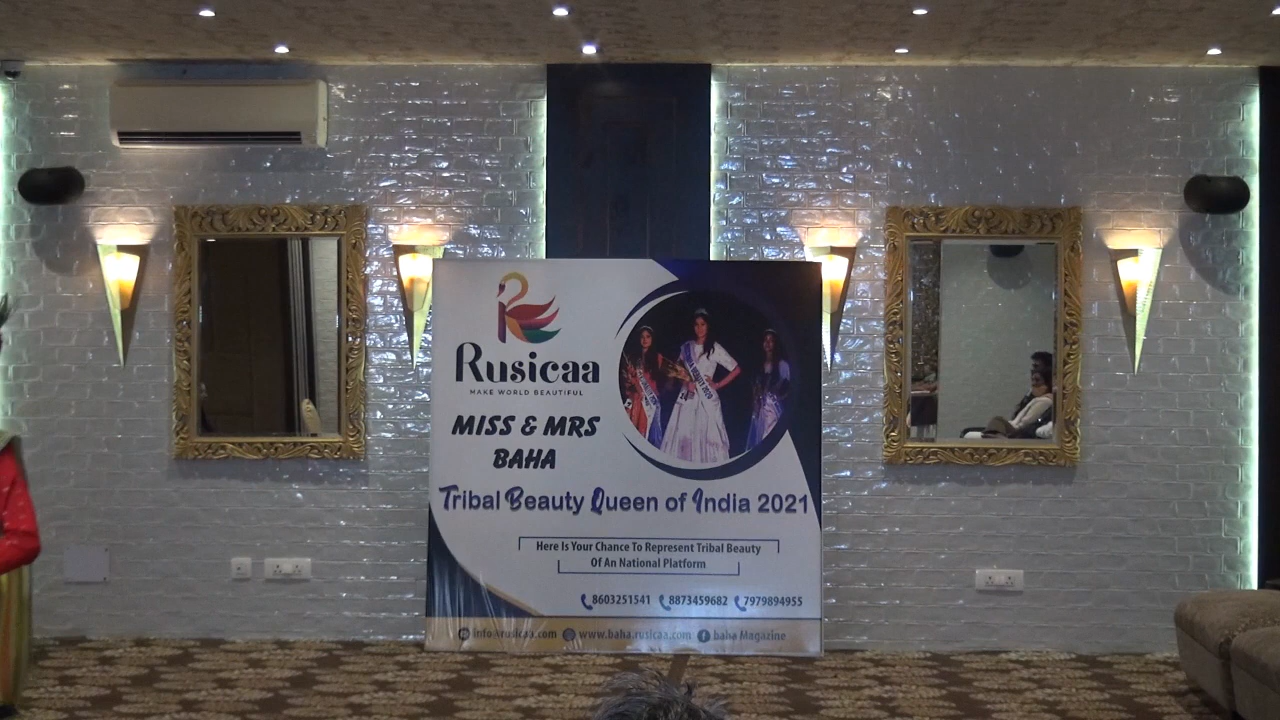 Rusicaa
MAKE WORLD BEAUTIFUL
MISS & MRS
BAHA
Tribal Beauty Queen of India 2021
Here Is Your Chance To Represent Tribal Beauty
Of An National Platform
8603251541 8873459682 7979894955
info@rusicaa.com www.baha.rusicaa.com baha Magazine